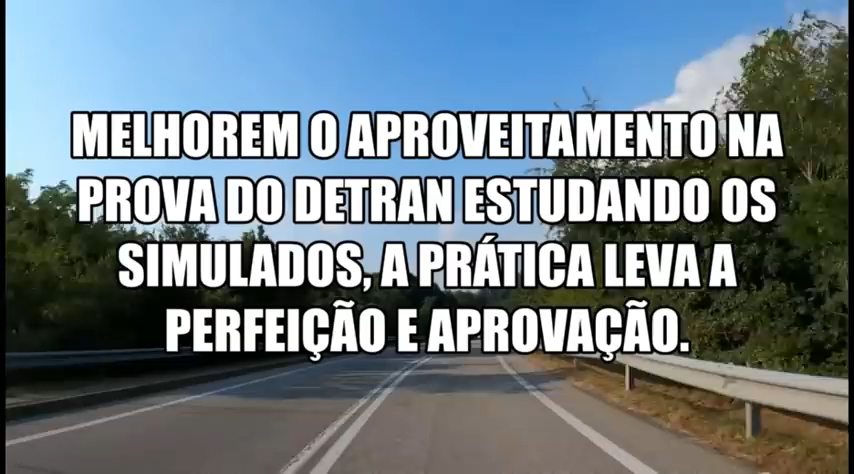 MELHOREM O APROVEITAMENTO NA
PROVA DO DETRAN ESTUDANDO OS
SIMULADOS, A PRÁTICA LEVA A
PERFEIÇÃO E APROVAÇÃO.